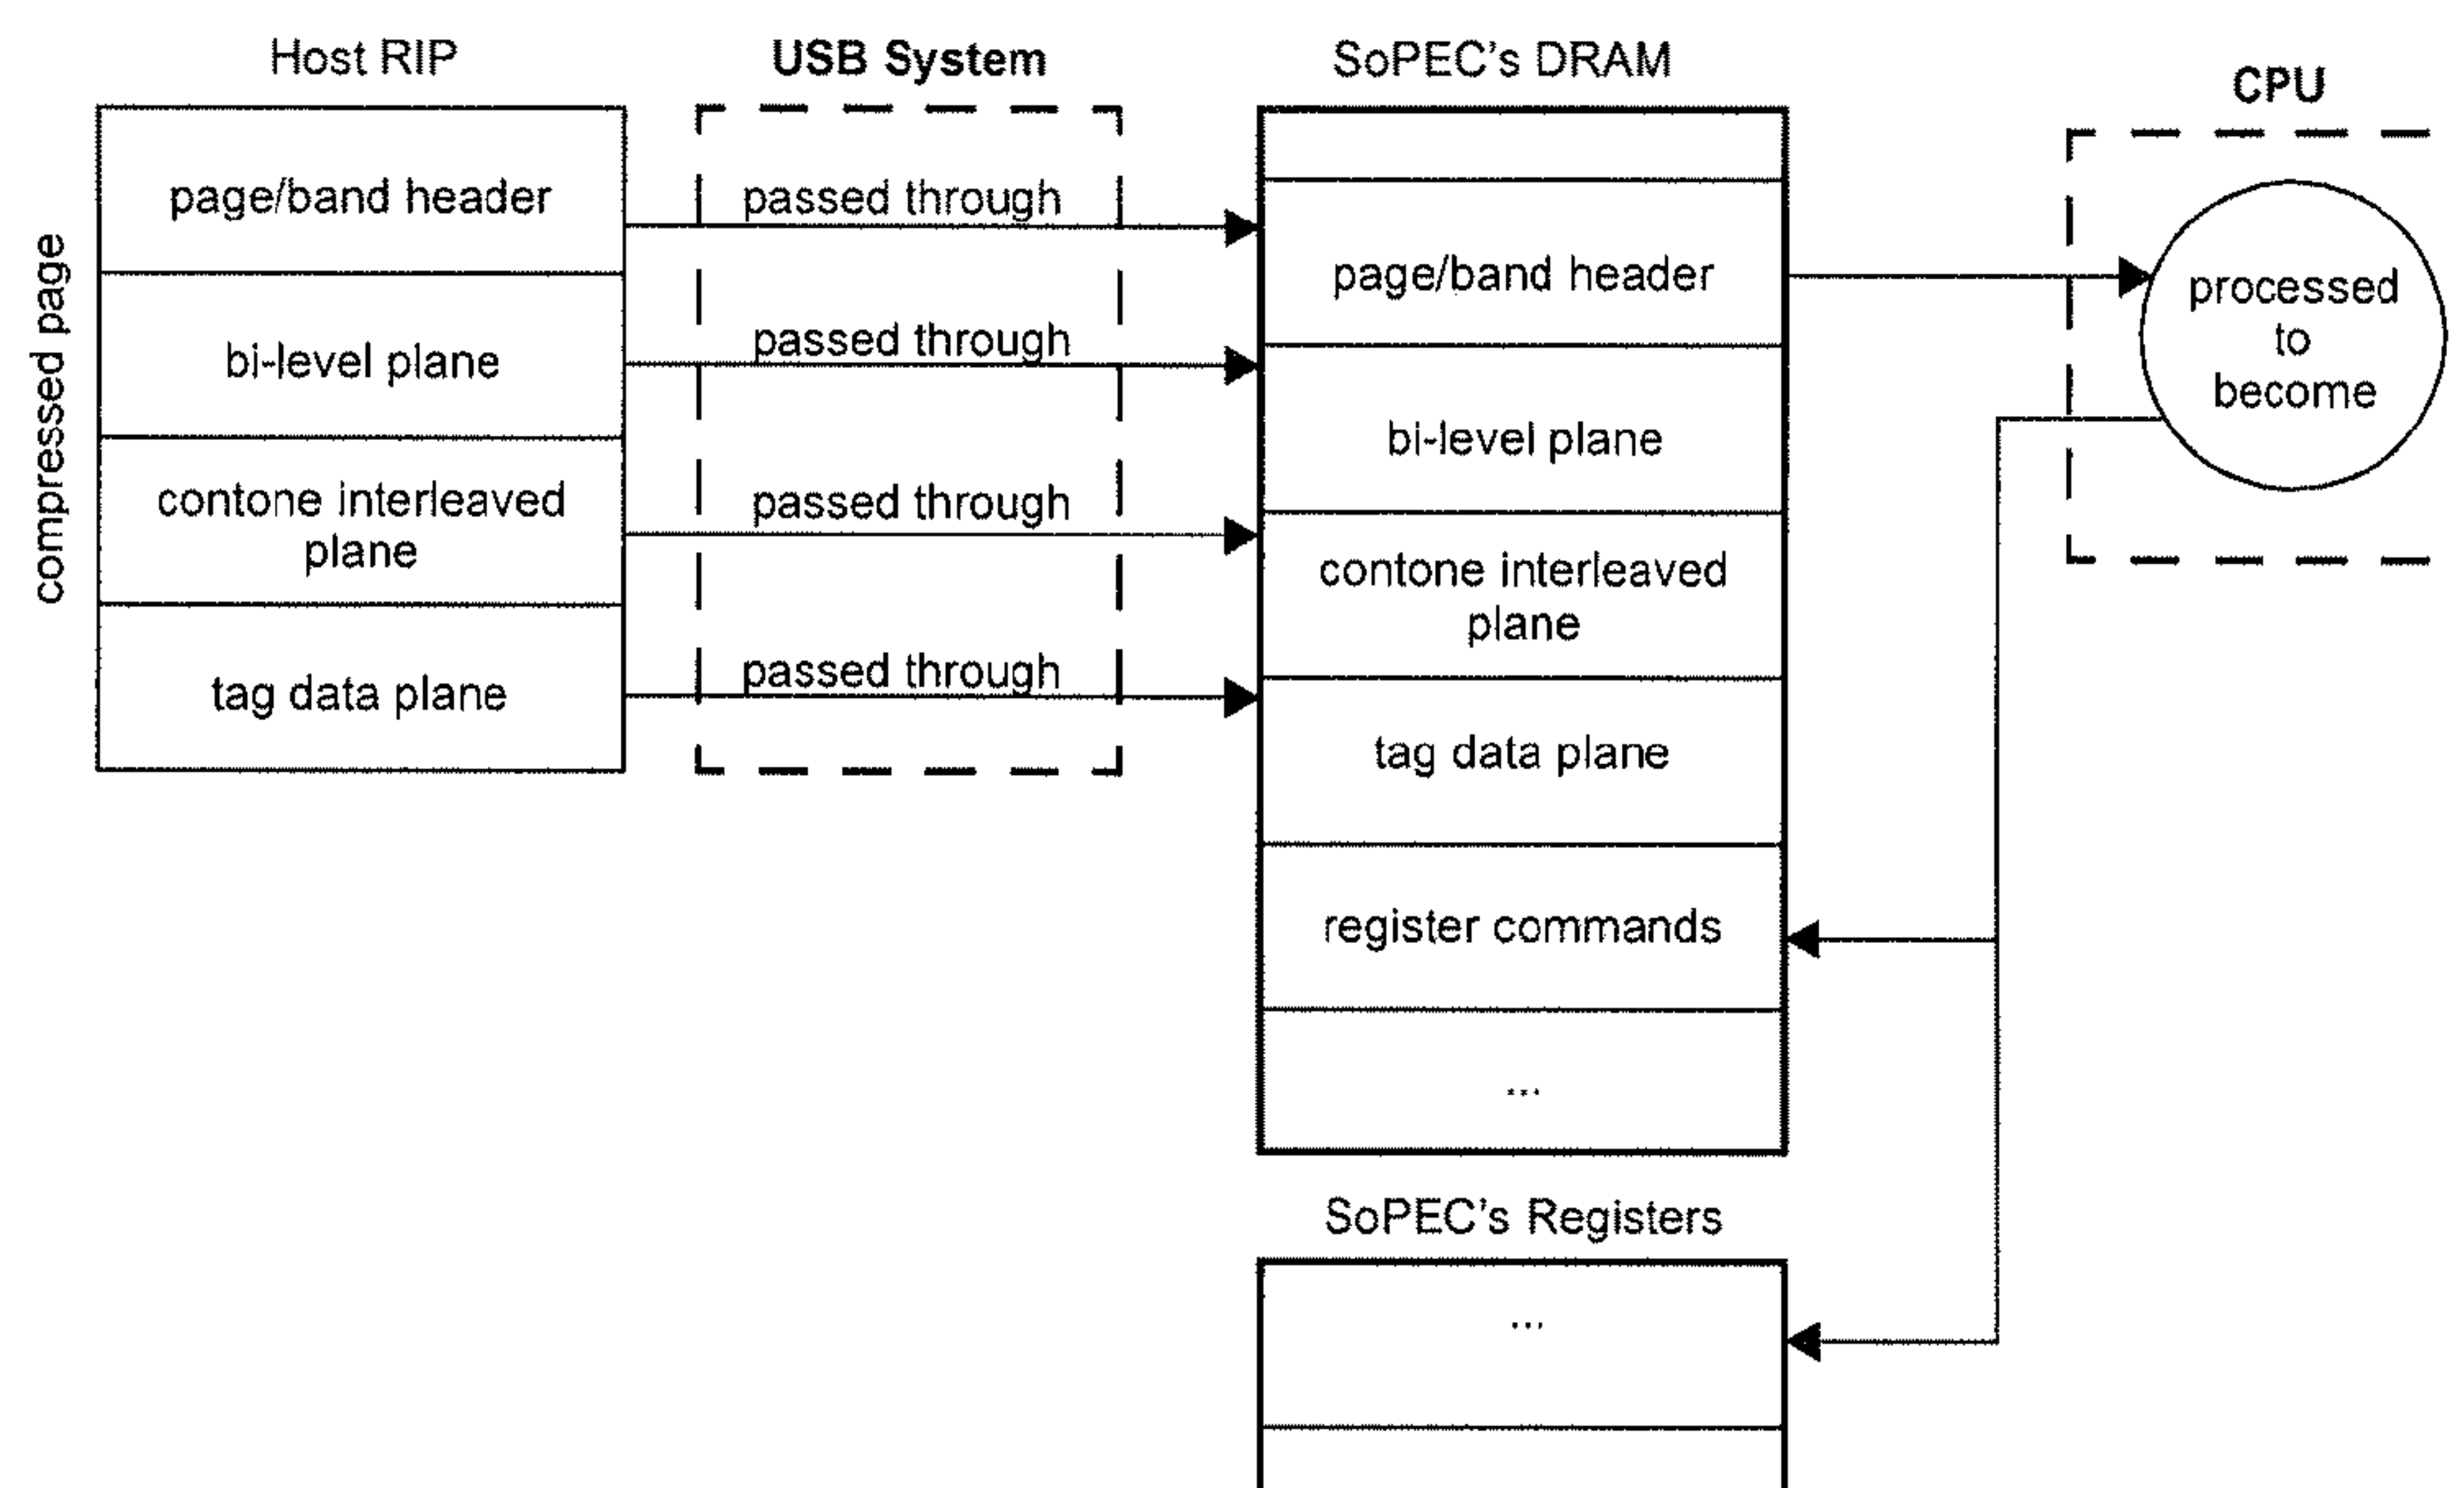 Host RIP
USB System
SoPEC's DRAM
CPU
compressed page
page/band header
bi-level plane
contone interleaved
plane
tag data plane
passed through
passed through
passed through
passed through
page/band header
bi-level plane
contone interleaved
plane
tag data plane
register commands
...
processed
to
become
SoPEC's Registers
...